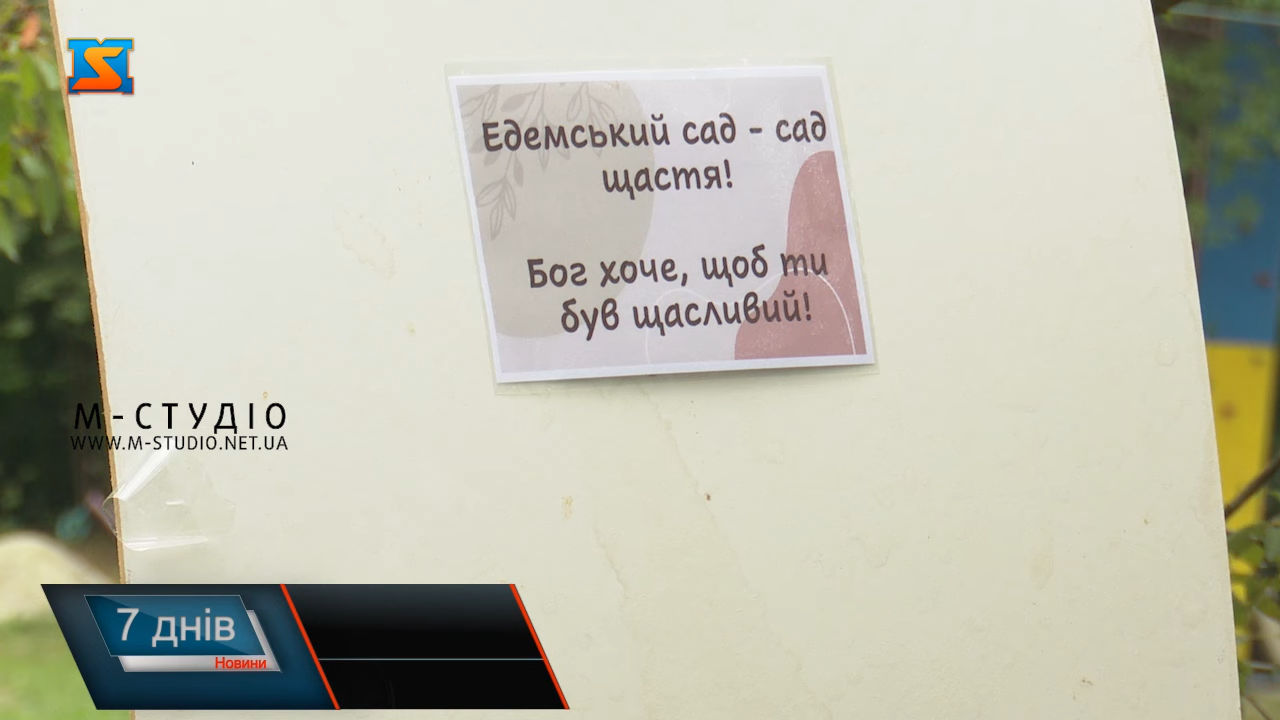 Едемський сад - сад
щастя!
Бог хоче, щоб ти
був щасливий!
М-СТУДІО
WWW.M-STUDIO.NET.UA
7 днів
Новини